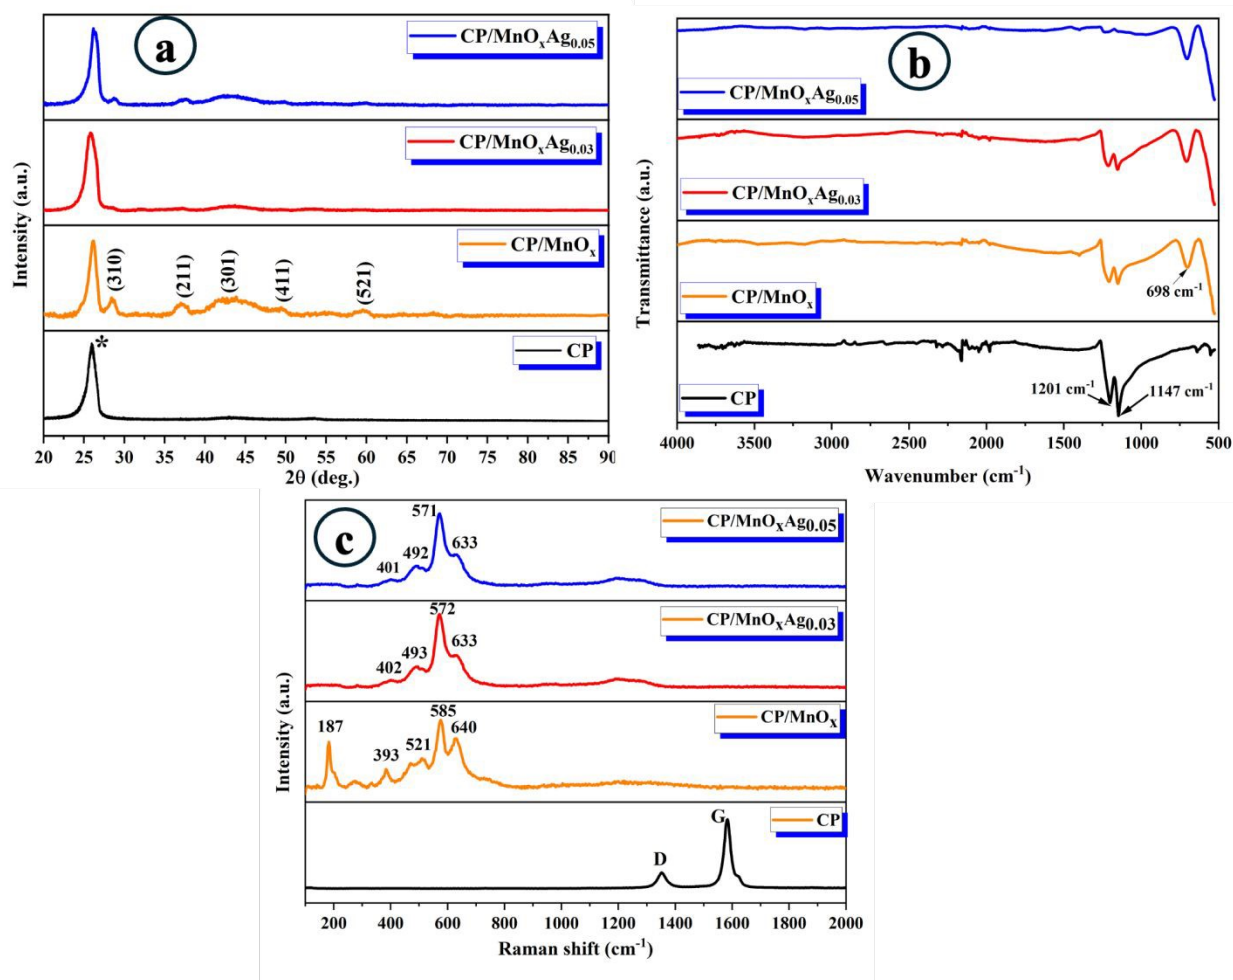 a
CP/MnOₓAg₀.₀₅
CP/MnOₓAg₀.₀₃
CP/MnOₓ
(310)
(211)
(301)
(411)
(521)
*
CP
Intensity (a.u.)
20 25 30 35 40 45 50 55 60 65 70 75 80 85 90
2θ (deg.)
b
CP/MnOₓAg₀.₀₅
CP/MnOₓAg₀.₀₃
CP/MnOₓ
698 cm⁻¹
1201 cm⁻¹
1147 cm⁻¹
CP
Transmittance (a.u.)
4000 3500 3000 2500 2000 1500 1000 500
Wavenumber (cm⁻¹)
c
CP/MnOₓAg₀.₀₅
401 492 571 633
CP/MnOₓAg₀.₀₃
402 493 572 633
CP/MnOₓ
187 393 521 585 640
CP
D G
Intensity (a.u.)
200 400 600 800 1000 1200 1400 1600 1800 2000
Raman shift (cm⁻¹)